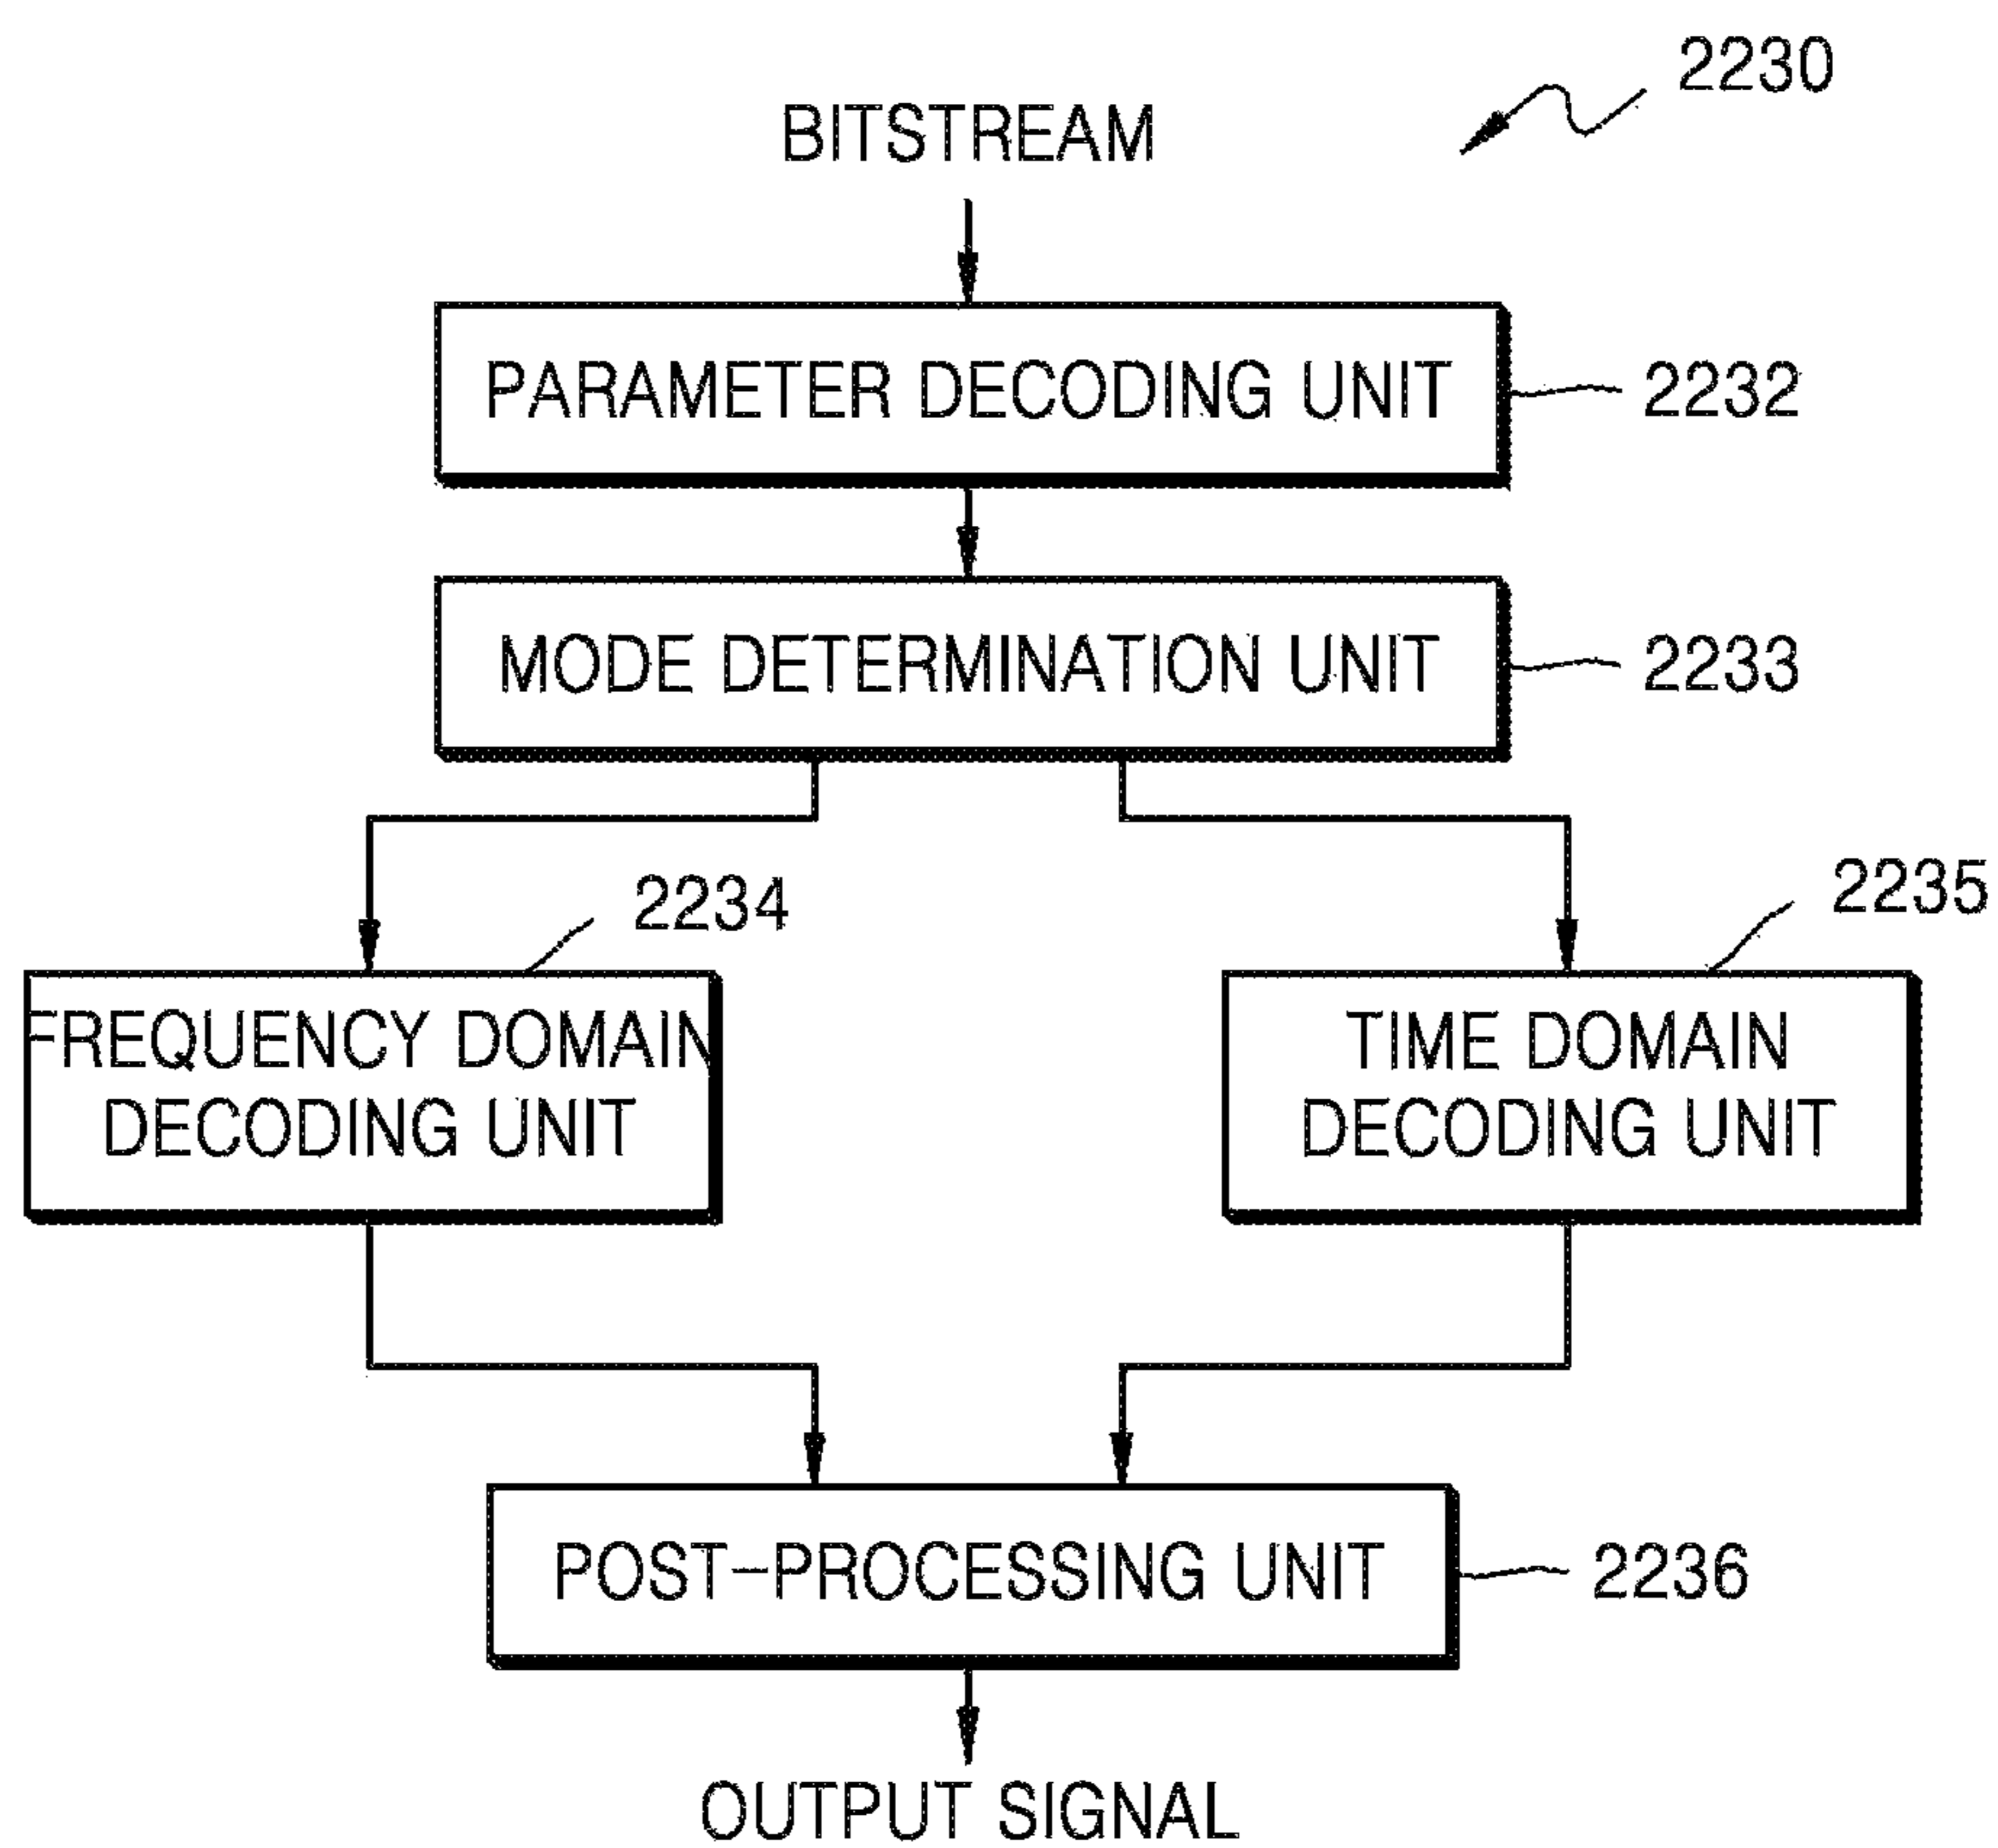 2230
BITSTREAM
PARAMETER DECODING UNIT
2232
MODE DETERMINATION UNIT
2233
2234
2235
FREQUENCY DOMAIN
DECODING UNIT
TIME DOMAIN
DECODING UNIT
POST-PROCESSING UNIT
2236
OUTPUT SIGNAL